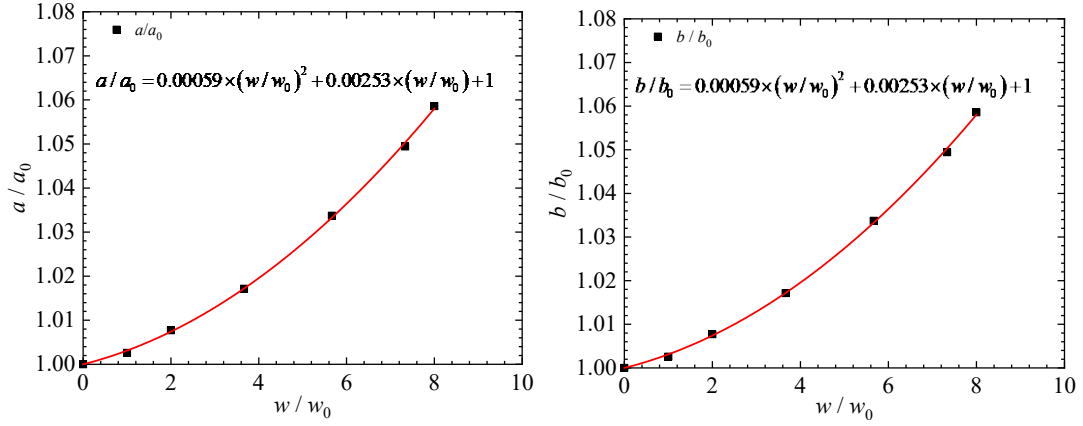 1.08
a/a₀
1.07
a/a₀ = 0.00059×(w/w₀)² + 0.00253×(w/w₀) + 1
1.06
1.05
a / a₀
1.04
1.03
1.02
1.01
1.00
0 2 4 6 8 10
w / w₀
1.08
b / b₀
1.07
b/b₀ = 0.00059×(w/w₀)² + 0.00253×(w/w₀) + 1
1.06
1.05
b / b₀
1.04
1.03
1.02
1.01
1.00
0 2 4 6 8 10
w / w₀